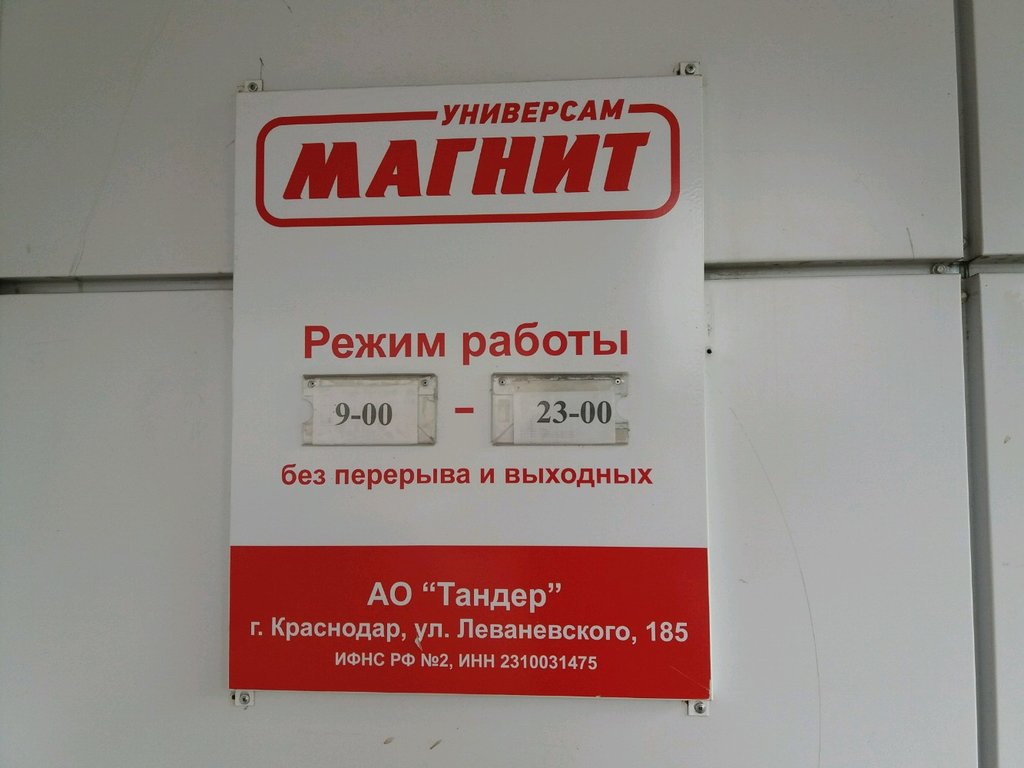 УНИВЕРСАМ
МАГНИТ
Режим работы
9-00 - 23-00
без перерыва и выходных
АО “Тандер”
г. Краснодар, ул. Леваневского, 185
ИФНС РФ №2, ИНН 2310031475